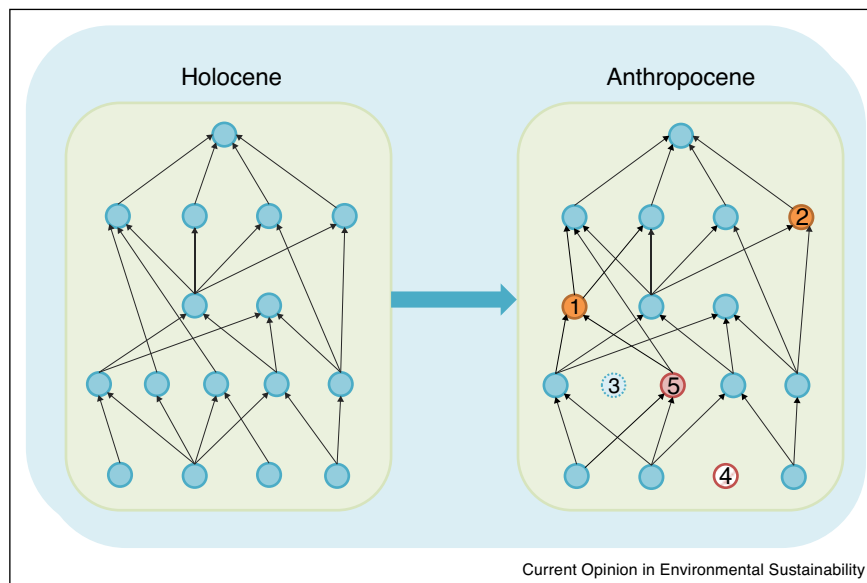 Holocene
Anthropocene
2
1
3
5
4
Current Opinion in Environmental Sustainability